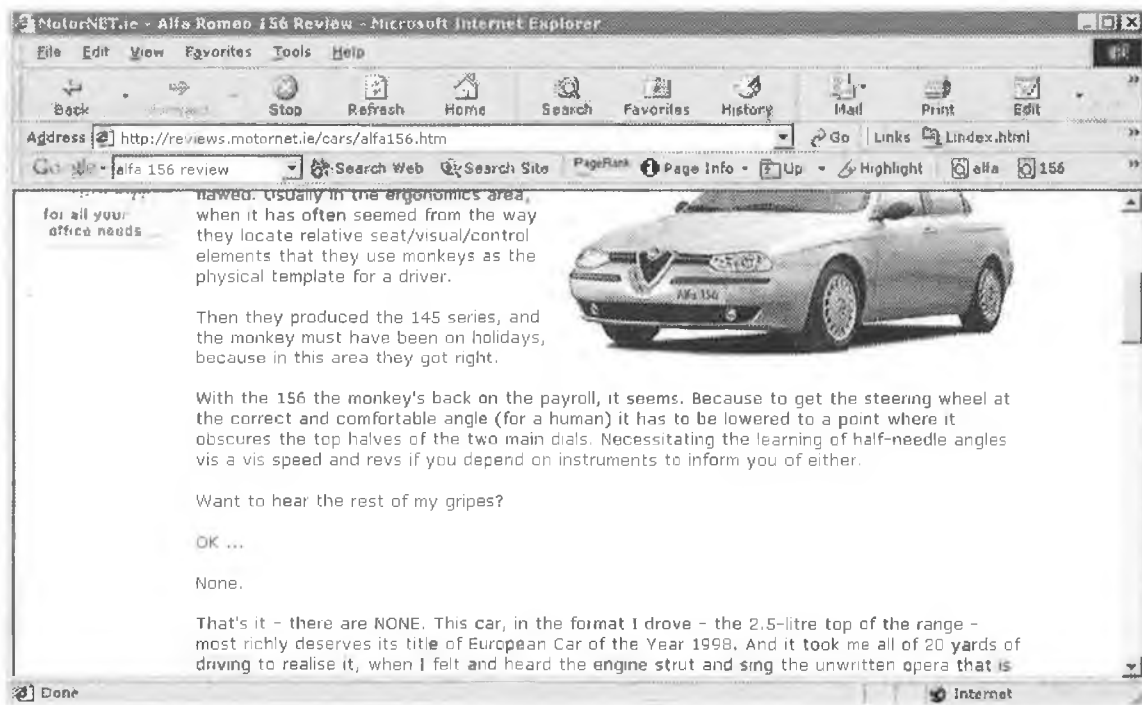 MotorNET.ie - Alfa Romeo 156 Review - Microsoft Internet Explorer
File Edit View Favorites Tools Help
Back Stop Refresh Home Search Favorites History Mail Print Edit
Address http://reviews.motornet.ie/cars/alfa156.htm Go Links Lindex.html
Google alfa 156 review Search Web Search Site PageRank Page Info Up Highlight alfa 156
for all your
office needs
flawed. Usually in the ergonomics area,
when it has often seemed from the way
they locate relative seat/visual/control
elements that they use monkeys as the
physical template for a driver.
Alfa 156
Then they produced the 145 series, and
the monkey must have been on holidays,
because in this area they got right.
With the 156 the monkey's back on the payroll, it seems. Because to get the steering wheel at
the correct and comfortable angle (for a human) it has to be lowered to a point where it
obscures the top halves of the two main dials. Necessitating the learning of half-needle angles
vis a vis speed and revs if you depend on instruments to inform you of either.
Want to hear the rest of my gripes?
OK ...
None.
That's it - there are NONE. This car, in the format I drove - the 2.5-litre top of the range -
most richly deserves its title of European Car of the Year 1998. And it took me all of 20 yards of
driving to realise it, when I felt and heard the engine strut and sing the unwritten opera that is
Done Internet